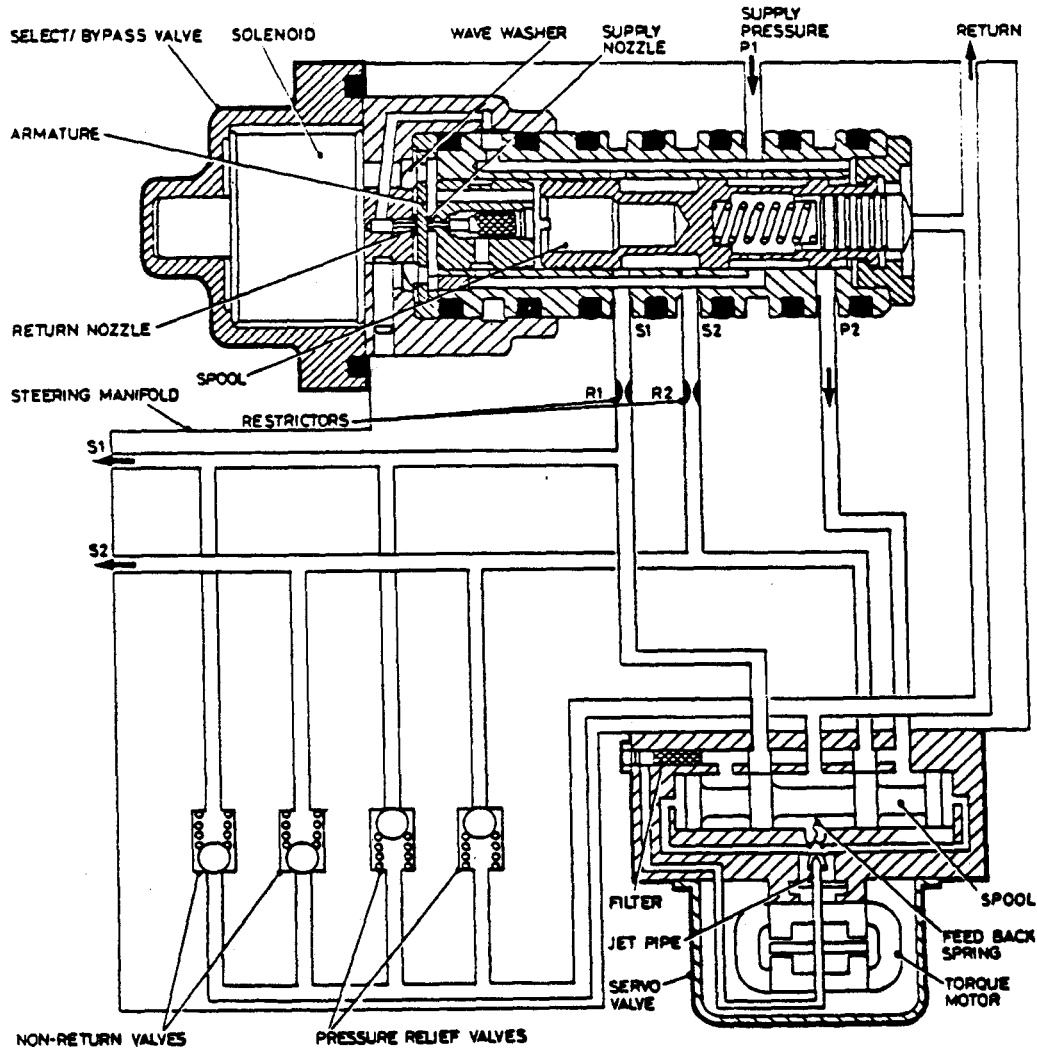 SELECT/BYPASS VALVE
SOLENOID
WAVE WASHER
SUPPLY
NOZZLE
SUPPLY
PRESSURE
P1
RETURN
ARMATURE
RETURN NOZZLE
SPOOL
S1
S2
P2
STEERING MANIFOLD
RESTRICTORS
R1
R2
S1
S2
FILTER
SPOOL
JET PIPE
FEED BACK
SPRING
SERVO
VALVE
TORQUE
MOTOR
NON-RETURN VALVES
PRESSURE RELIEF VALVES